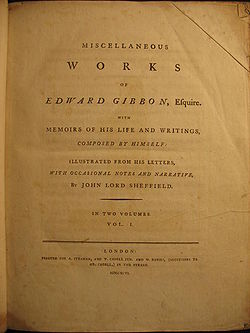 MISCELLANEOUS
WORKS
OF
EDWARD GIBBON, Esquire.
WITH
MEMOIRS OF HIS LIFE AND WRITINGS,
COMPOSED BY HIMSELF:
ILLUSTRATED FROM HIS LETTERS,
WITH OCCASIONAL NOTES AND NARRATIVE,
By JOHN LORD SHEFFIELD.
IN TWO VOLUMES.
VOL. I.
LONDON:
PRINTED FOR A. STRAHAN, AND T. CADELL JUN. AND W. DAVIES, (SUCCESSORS TO
MR. CADELL,) IN THE STRAND.
MDCCXCVI.